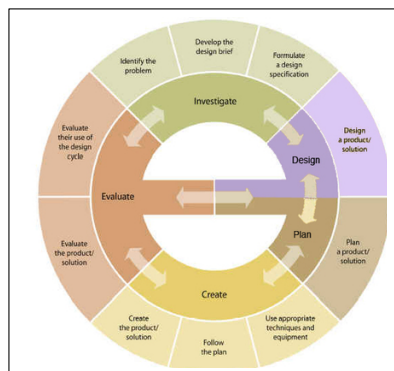 Develop the
design brief
Identify the
problem
Formulate
a design
specification
Investigate
Evaluate
their use of
the design
cycle
Design
a product/
solution
Design
Evaluate
Plan
Evaluate
the product/
solution
Plan
a product/
solution
Create
Create
the product/
solution
Follow
the plan
Use appropriate
techniques and
equipment